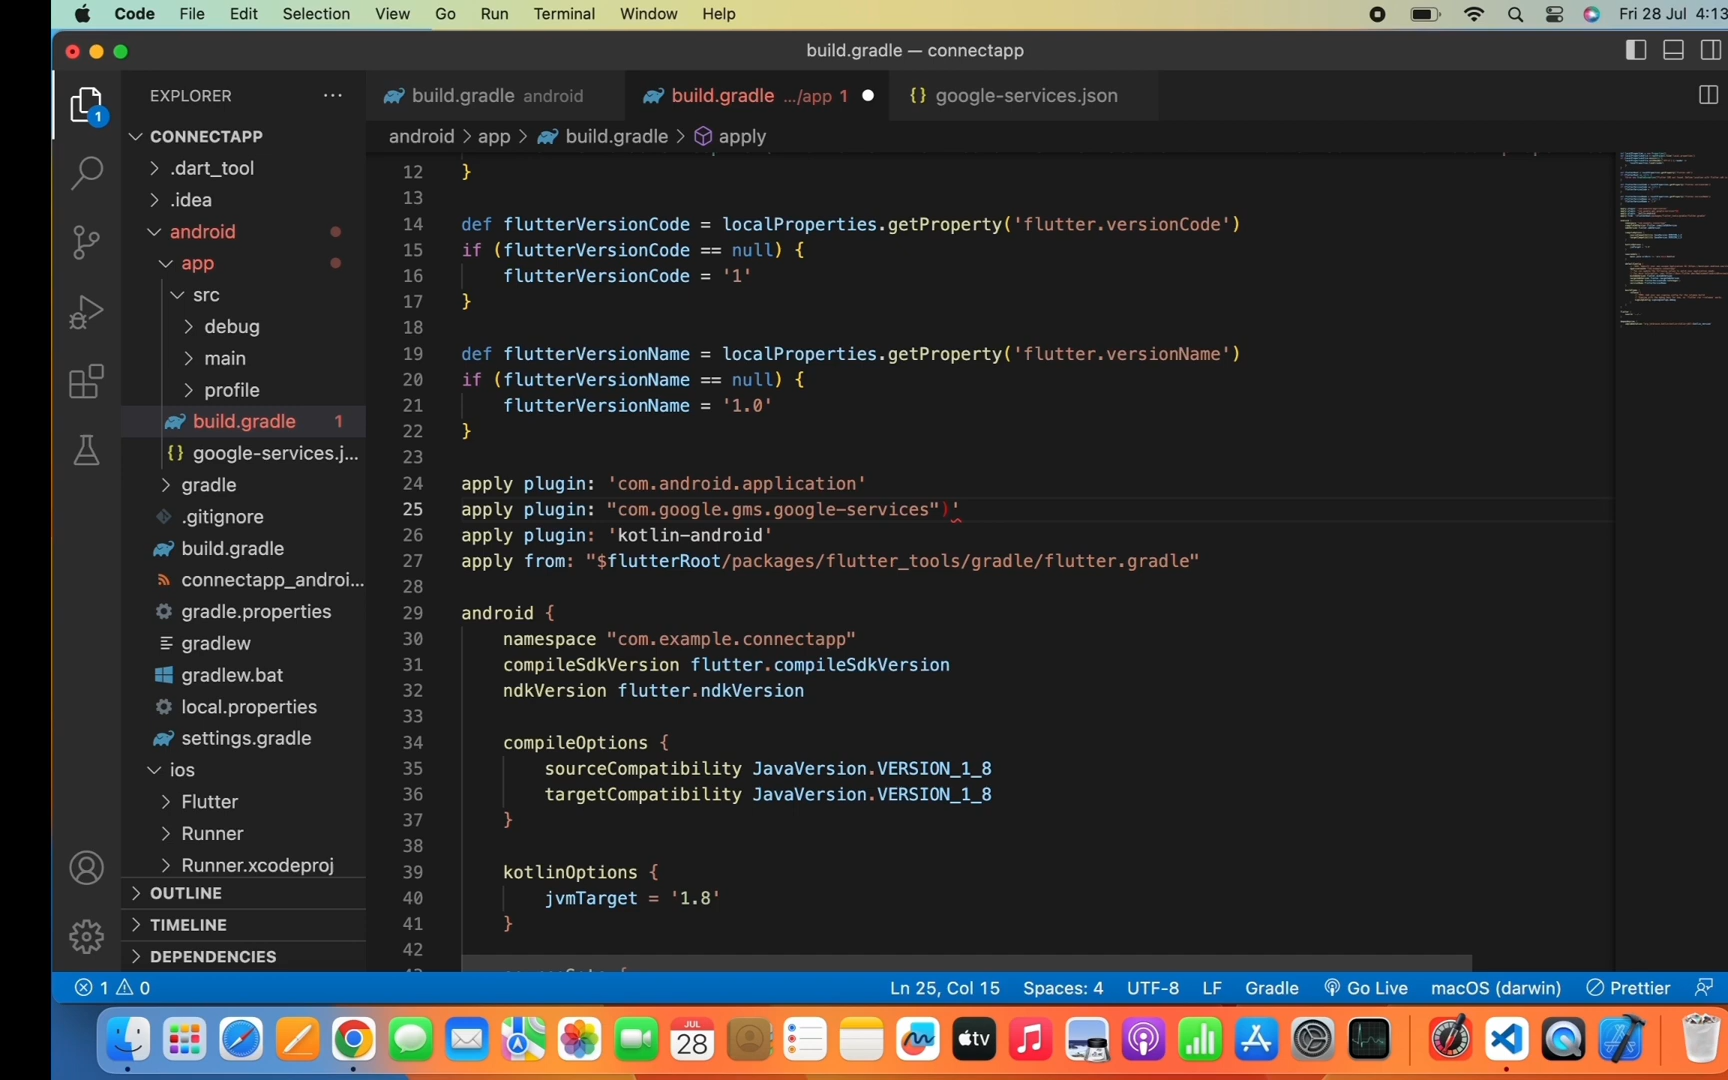 Code File Edit Selection View Go Run Terminal Window Help Fri 28 Jul 4:13
build.gradle — connectapp
EXPLORER
build.gradle android
build.gradle .../app 1
{} google-services.json
android > app > build.gradle > apply
CONNECTAPP
.dart_tool
.idea
android
app
src
debug
main
profile
build.gradle 1
{} google-services.j...
gradle
.gitignore
build.gradle
connectapp_androi...
gradle.properties
gradlew
gradlew.bat
local.properties
settings.gradle
ios
Flutter
Runner
Runner.xcodeproj
OUTLINE
TIMELINE
DEPENDENCIES
1
12 }
13
14 def flutterVersionCode = localProperties.getProperty('flutter.versionCode')
15 if (flutterVersionCode == null) {
16 flutterVersionCode = '1'
17 }
18
19 def flutterVersionName = localProperties.getProperty('flutter.versionName')
20 if (flutterVersionName == null) {
21 flutterVersionName = '1.0'
22 }
23
24 apply plugin: 'com.android.application'
25 apply plugin: "com.google.gms.google-services")'
26 apply plugin: 'kotlin-android'
27 apply from: "$flutterRoot/packages/flutter_tools/gradle/flutter.gradle"
28
29 android {
30 namespace "com.example.connectapp"
31 compileSdkVersion flutter.compileSdkVersion
32 ndkVersion flutter.ndkVersion
33
34 compileOptions {
35 sourceCompatibility JavaVersion.VERSION_1_8
36 targetCompatibility JavaVersion.VERSION_1_8
37 }
38
39 kotlinOptions {
40 jvmTarget = '1.8'
41 }
42
1 0 Ln 25, Col 15 Spaces: 4 UTF-8 LF Gradle Go Live macOS (darwin) Prettier
JUL
28
tv